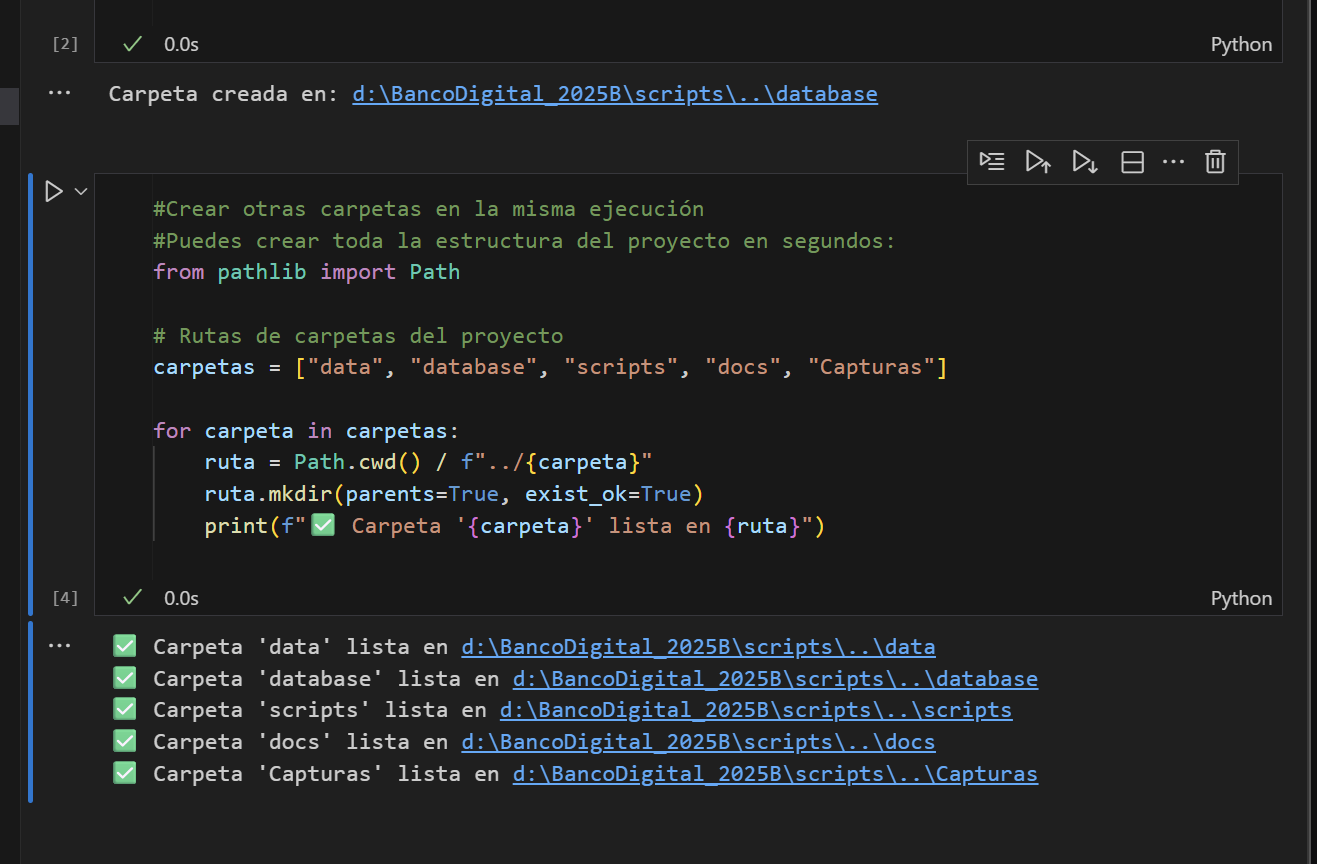 [2]
0.0s
Python
Carpeta creada en: d:\BancoDigital_2025B\scripts\..\database
#Crear otras carpetas en la misma ejecución
#Puedes crear toda la estructura del proyecto en segundos:
from pathlib import Path
# Rutas de carpetas del proyecto
carpetas = ["data", "database", "scripts", "docs", "Capturas"]
for carpeta in carpetas:
    ruta = Path.cwd() / f"../{carpeta}"
    ruta.mkdir(parents=True, exist_ok=True)
    print(f"✅ Carpeta '{carpeta}' lista en {ruta}")
[4]
0.0s
Python
✅ Carpeta 'data' lista en d:\BancoDigital_2025B\scripts\..\data
✅ Carpeta 'database' lista en d:\BancoDigital_2025B\scripts\..\database
✅ Carpeta 'scripts' lista en d:\BancoDigital_2025B\scripts\..\scripts
✅ Carpeta 'docs' lista en d:\BancoDigital_2025B\scripts\..\docs
✅ Carpeta 'Capturas' lista en d:\BancoDigital_2025B\scripts\..\Capturas